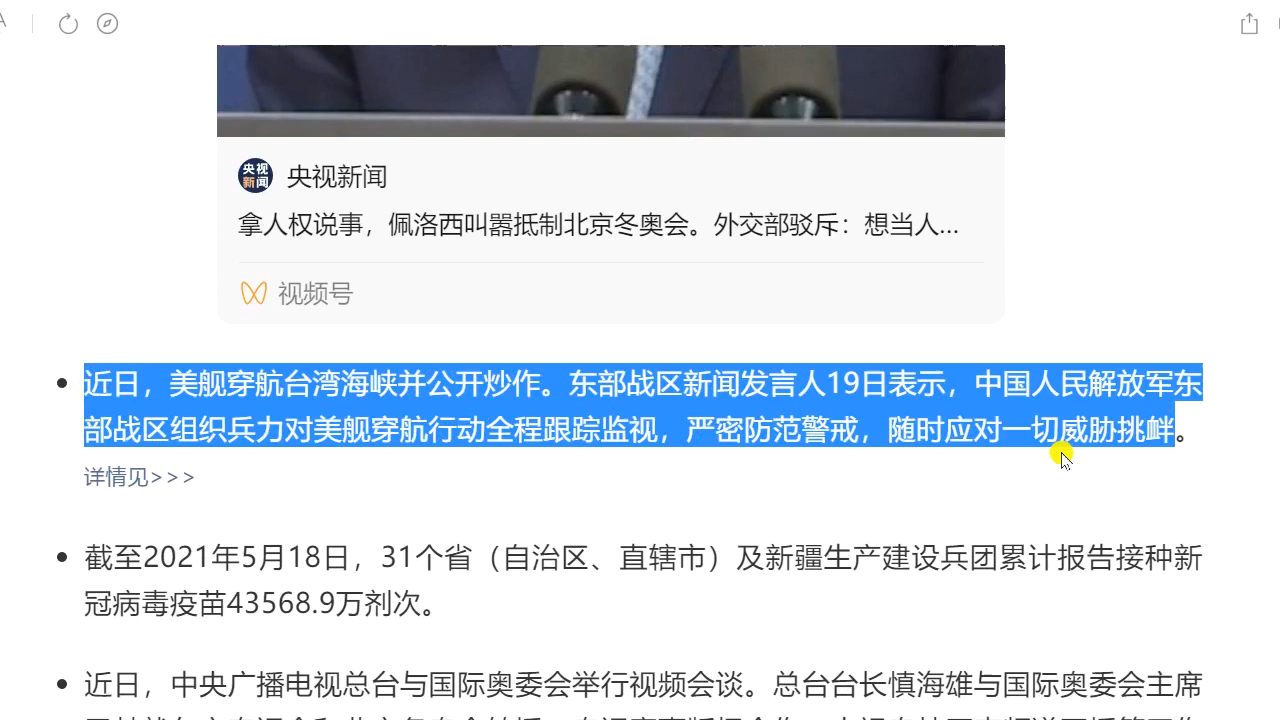 央视
新闻
央视新闻
拿人权说事，佩洛西叫嚣抵制北京冬奥会。外交部驳斥：想当人...
视频号
近日，美舰穿航台湾海峡并公开炒作。东部战区新闻发言人19日表示，中国人民解放军东
部战区组织兵力对美舰穿航行动全程跟踪监视，严密防范警戒，随时应对一切威胁挑衅。
详情见>>>
截至2021年5月18日，31个省（自治区、直辖市）及新疆生产建设兵团累计报告接种新
冠病毒疫苗43568.9万剂次。
近日，中央广播电视总台与国际奥委会举行视频会谈。总台台长慎海雄与国际奥委会主席